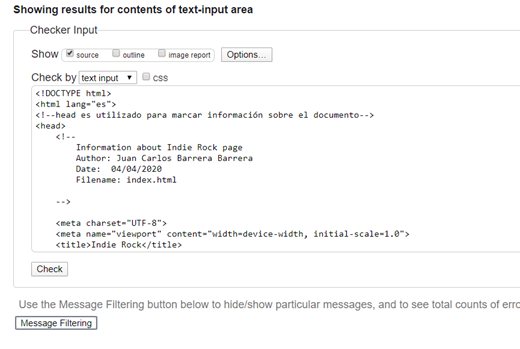 Showing results for contents of text-input area
Checker Input
Show source outline image report Options...
Check by text input css
<!DOCTYPE html>
<html lang="es">
<!--head es utilizado para marcar información sobre el documento-->
<head>
<!--
Information about Indie Rock page
Author: Juan Carlos Barrera Barrera
Date:  04/04/2020
Filename: index.html
-->
<meta charset="UTF-8">
<meta name="viewport" content="width=device-width, initial-scale=1.0">
<title>Indie Rock</title>
Check
Use the Message Filtering button below to hide/show particular messages, and to see total counts of erro
Message Filtering